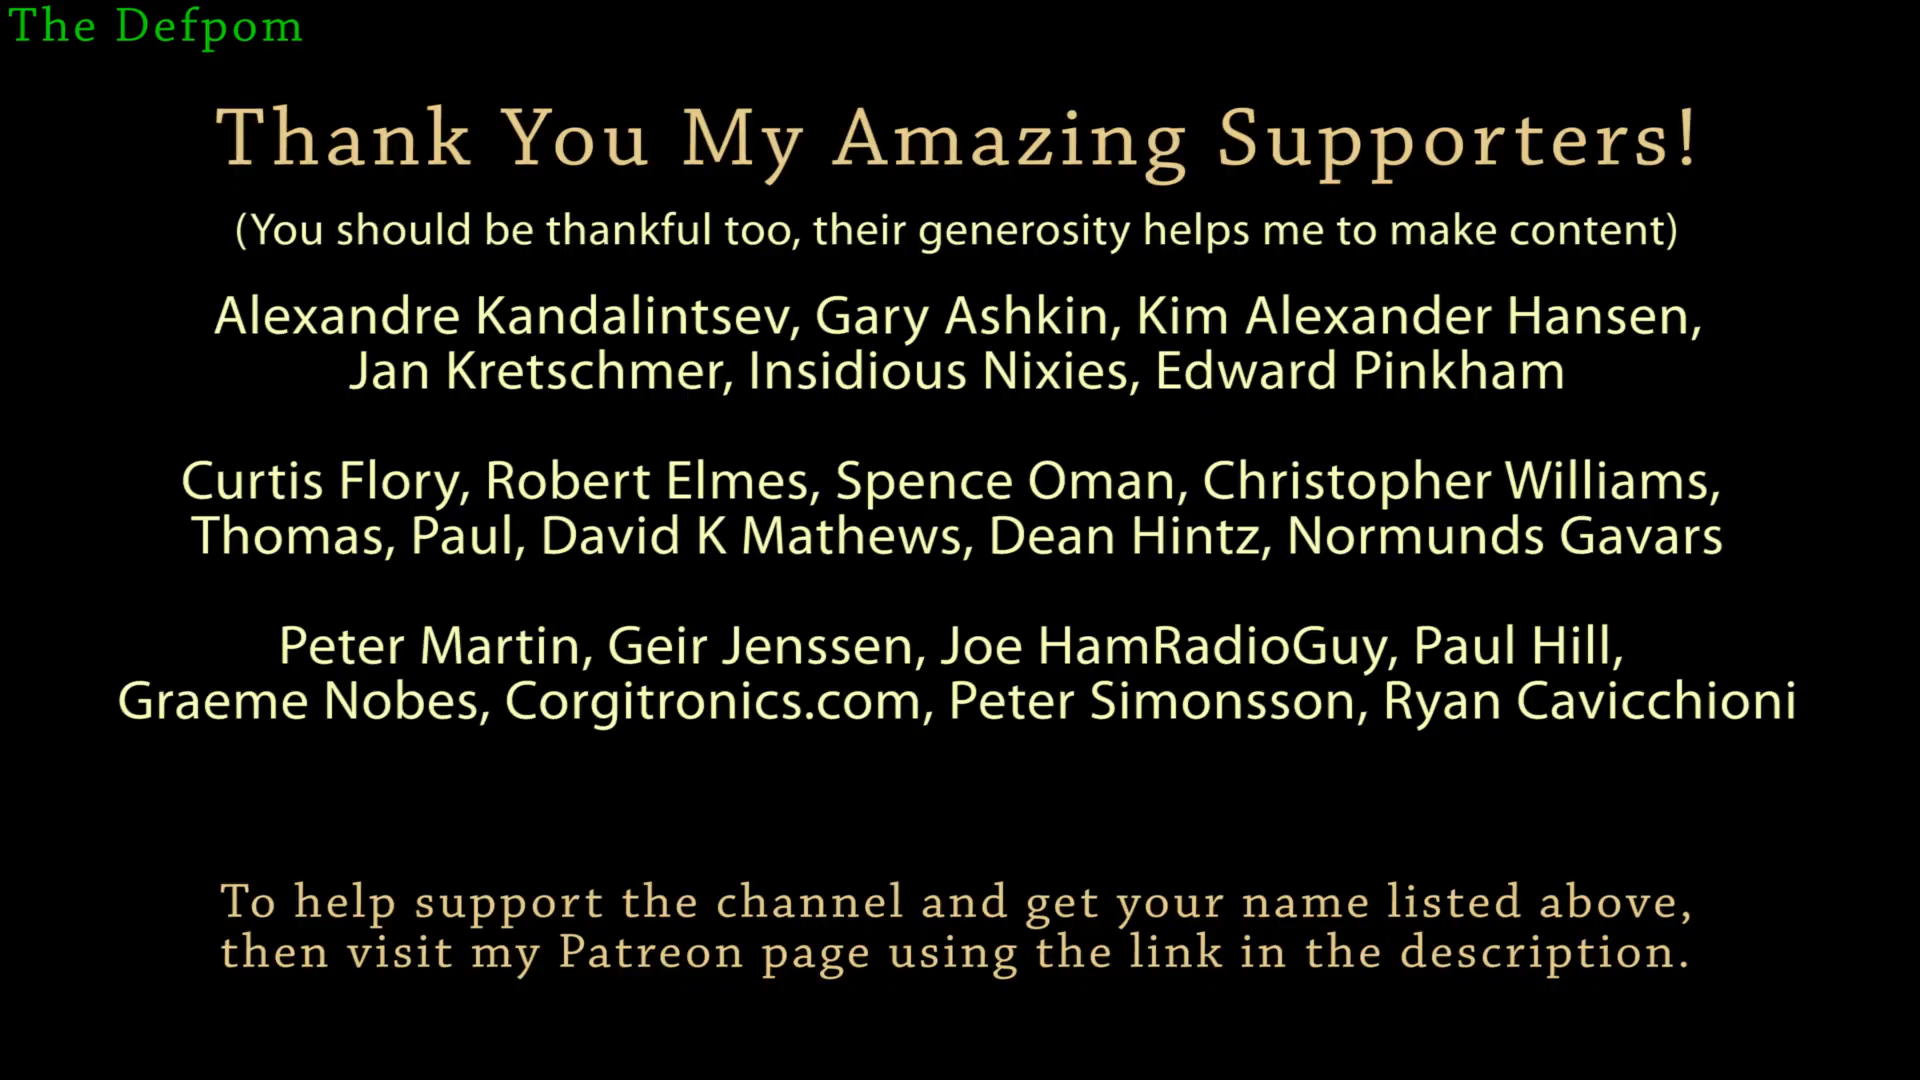 The Defpom
Thank You My Amazing Supporters!
(You should be thankful too, their generosity helps me to make content)
Alexandre Kandalintsev, Gary Ashkin, Kim Alexander Hansen,
Jan Kretschmer, Insidious Nixies, Edward Pinkham
Curtis Flory, Robert Elmes, Spence Oman, Christopher Williams,
Thomas, Paul, David K Mathews, Dean Hintz, Normunds Gavars
Peter Martin, Geir Jenssen, Joe HamRadioGuy, Paul Hill,
Graeme Nobes, Corgitronics.com, Peter Simonsson, Ryan Cavicchioni
To help support the channel and get your name listed above,
then visit my Patreon page using the link in the description.